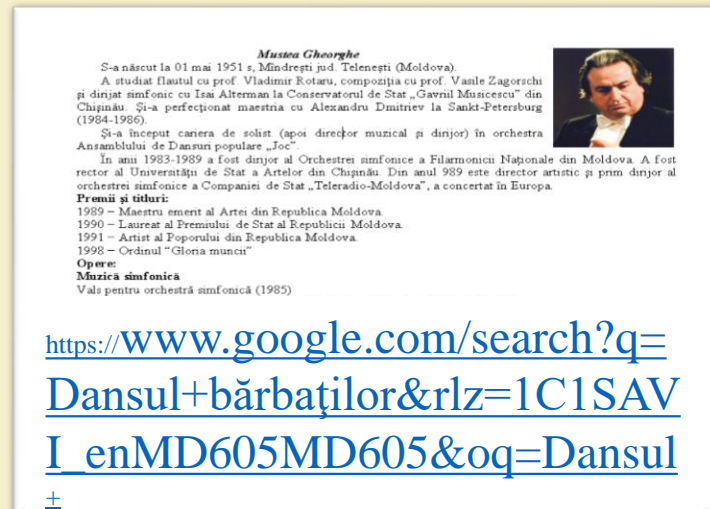 Mustea Gheorghe
S-a născut la 01 mai 1951 s, Mîndrești jud. Telenești (Moldova).
A studiat flautul cu prof. Vladimir Rotaru, compoziția cu prof. Vasile Zagorschi
și dirijat simfonic cu Isai Alterman la Conservatorul de Stat „Gavriil Musicescu" din
Chișinău. Și-a perfecționat maestria cu Alexandru Dmitriev la Sankt-Petersburg
(1984-1986).
Și-a început cariera de solist (apoi director muzical și dirijor) în orchestra
Ansamblului de Dansuri populare „Joc".
În anii 1983-1989 a fost dirijor al Orchestrei simfonice a Filarmonicii Naționale din Moldova. A fost
rector al Universității de Stat a Artelor din Chișinău. Din anul 989 este director artistic și prim dirijor al
orchestrei simfonice a Companiei de Stat „Teleradio-Moldova", a concertat în Europa.
Premii și titluri:
1989 – Maestru emerit al Artei din Republica Moldova.
1990 – Laureat al Premiului de Stat al Republicii Moldova.
1991 – Artist al Poporului din Republica Moldova.
1998 – Ordinul "Gloria muncii"
Opere:
Muzică simfonică
Vals pentru orchestră simfonică (1985)
https://www.google.com/search?q=
Dansul+bărbaţilor&rlz=1C1SAV
I_enMD605MD605&oq=Dansul
+